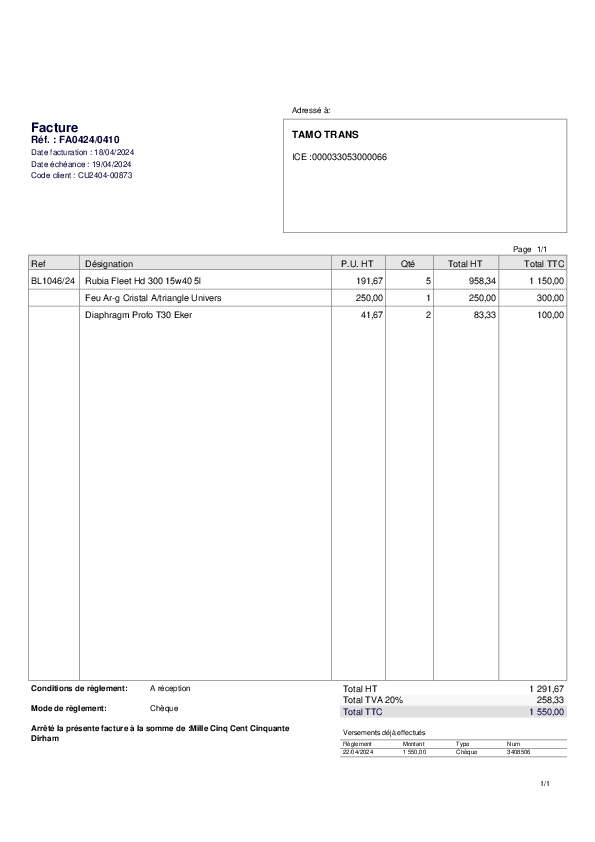 Adressé à:
Facture
Réf. : FA0424/0410
Date facturation : 18/04/2024
Date échéance : 19/04/2024
Code client : CU2404-00873
TAMO TRANS
ICE :000033053000066
Page 1/1
Ref Désignation P.U. HT Qté Total HT Total TTC
BL1046/24 Rubia Fleet Hd 300 15w40 5l 191,67 5 958,34 1 150,00
Feu Ar-g Cristal A/triangle Univers 250,00 1 250,00 300,00
Diaphragm Profo T30 Eker 41,67 2 83,33 100,00
Conditions de règlement: A réception
Mode de règlement: Chèque
Arrêté la présente facture à la somme de :Mille Cinq Cent Cinquante
Dirham
Total HT 1 291,67
Total TVA 20% 258,33
Total TTC 1 550,00
Versements déjà effectués
Règlement Montant Type Num
22/04/2024 1 550,00 Chèque 3408506
1/1